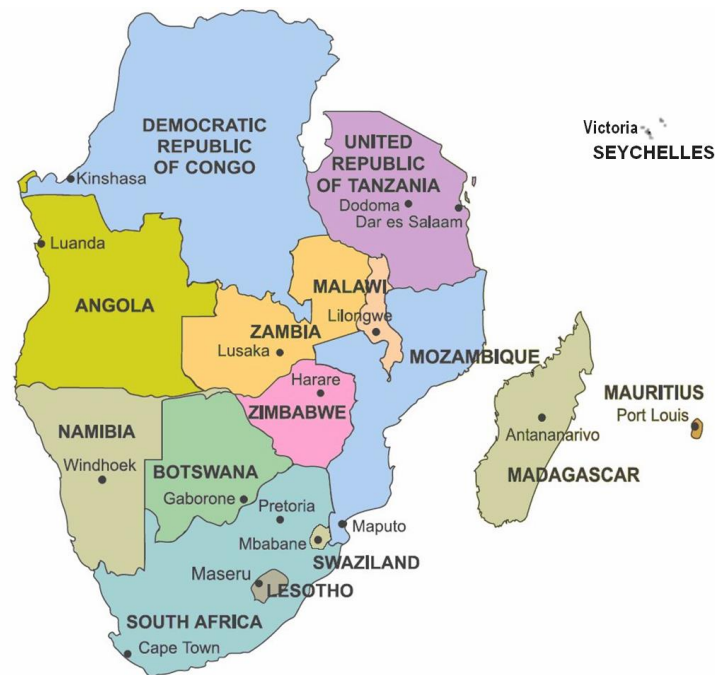 DEMOCRATIC
REPUBLIC
OF CONGO
Kinshasa
UNITED
REPUBLIC
OF TANZANIA
Dodoma
Dar es Salaam
Victoria
SEYCHELLES
Luanda
ANGOLA
MALAWI
Lilongwe
ZAMBIA
Lusaka
MOZAMBIQUE
Harare
ZIMBABWE
MAURITIUS
Port Louis
Antananarivo
MADAGASCAR
NAMIBIA
Windhoek
BOTSWANA
Gaborone
Pretoria
Maputo
Mbabane
SWAZILAND
Maseru
LESOTHO
SOUTH AFRICA
Cape Town